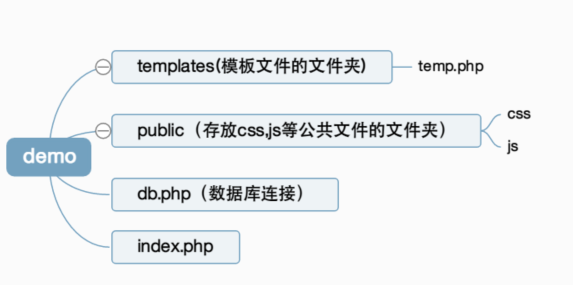 templates(模板文件的文件夹)
temp.php
public（存放css,js等公共文件的文件夹）
css
js
demo
db.php（数据库连接）
index.php